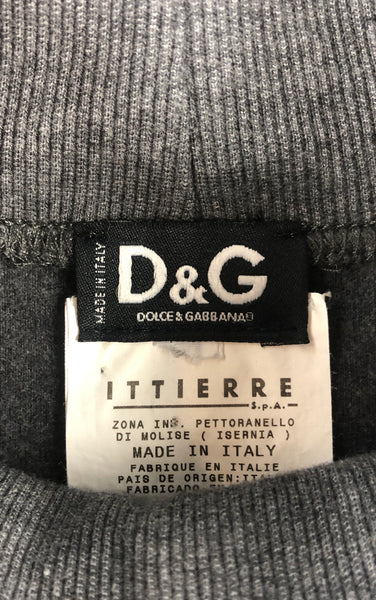 MADE IN ITALY
D&G
DOLCE & GABBANA
ITTIERRE
S.p.A.
ZONA IND. PETTORANELLO
DI MOLISE ( ISERNIA )
MADE IN ITALY
FABRIQUE EN ITALIE
PAIS DE ORIGEN:
FABRICADO